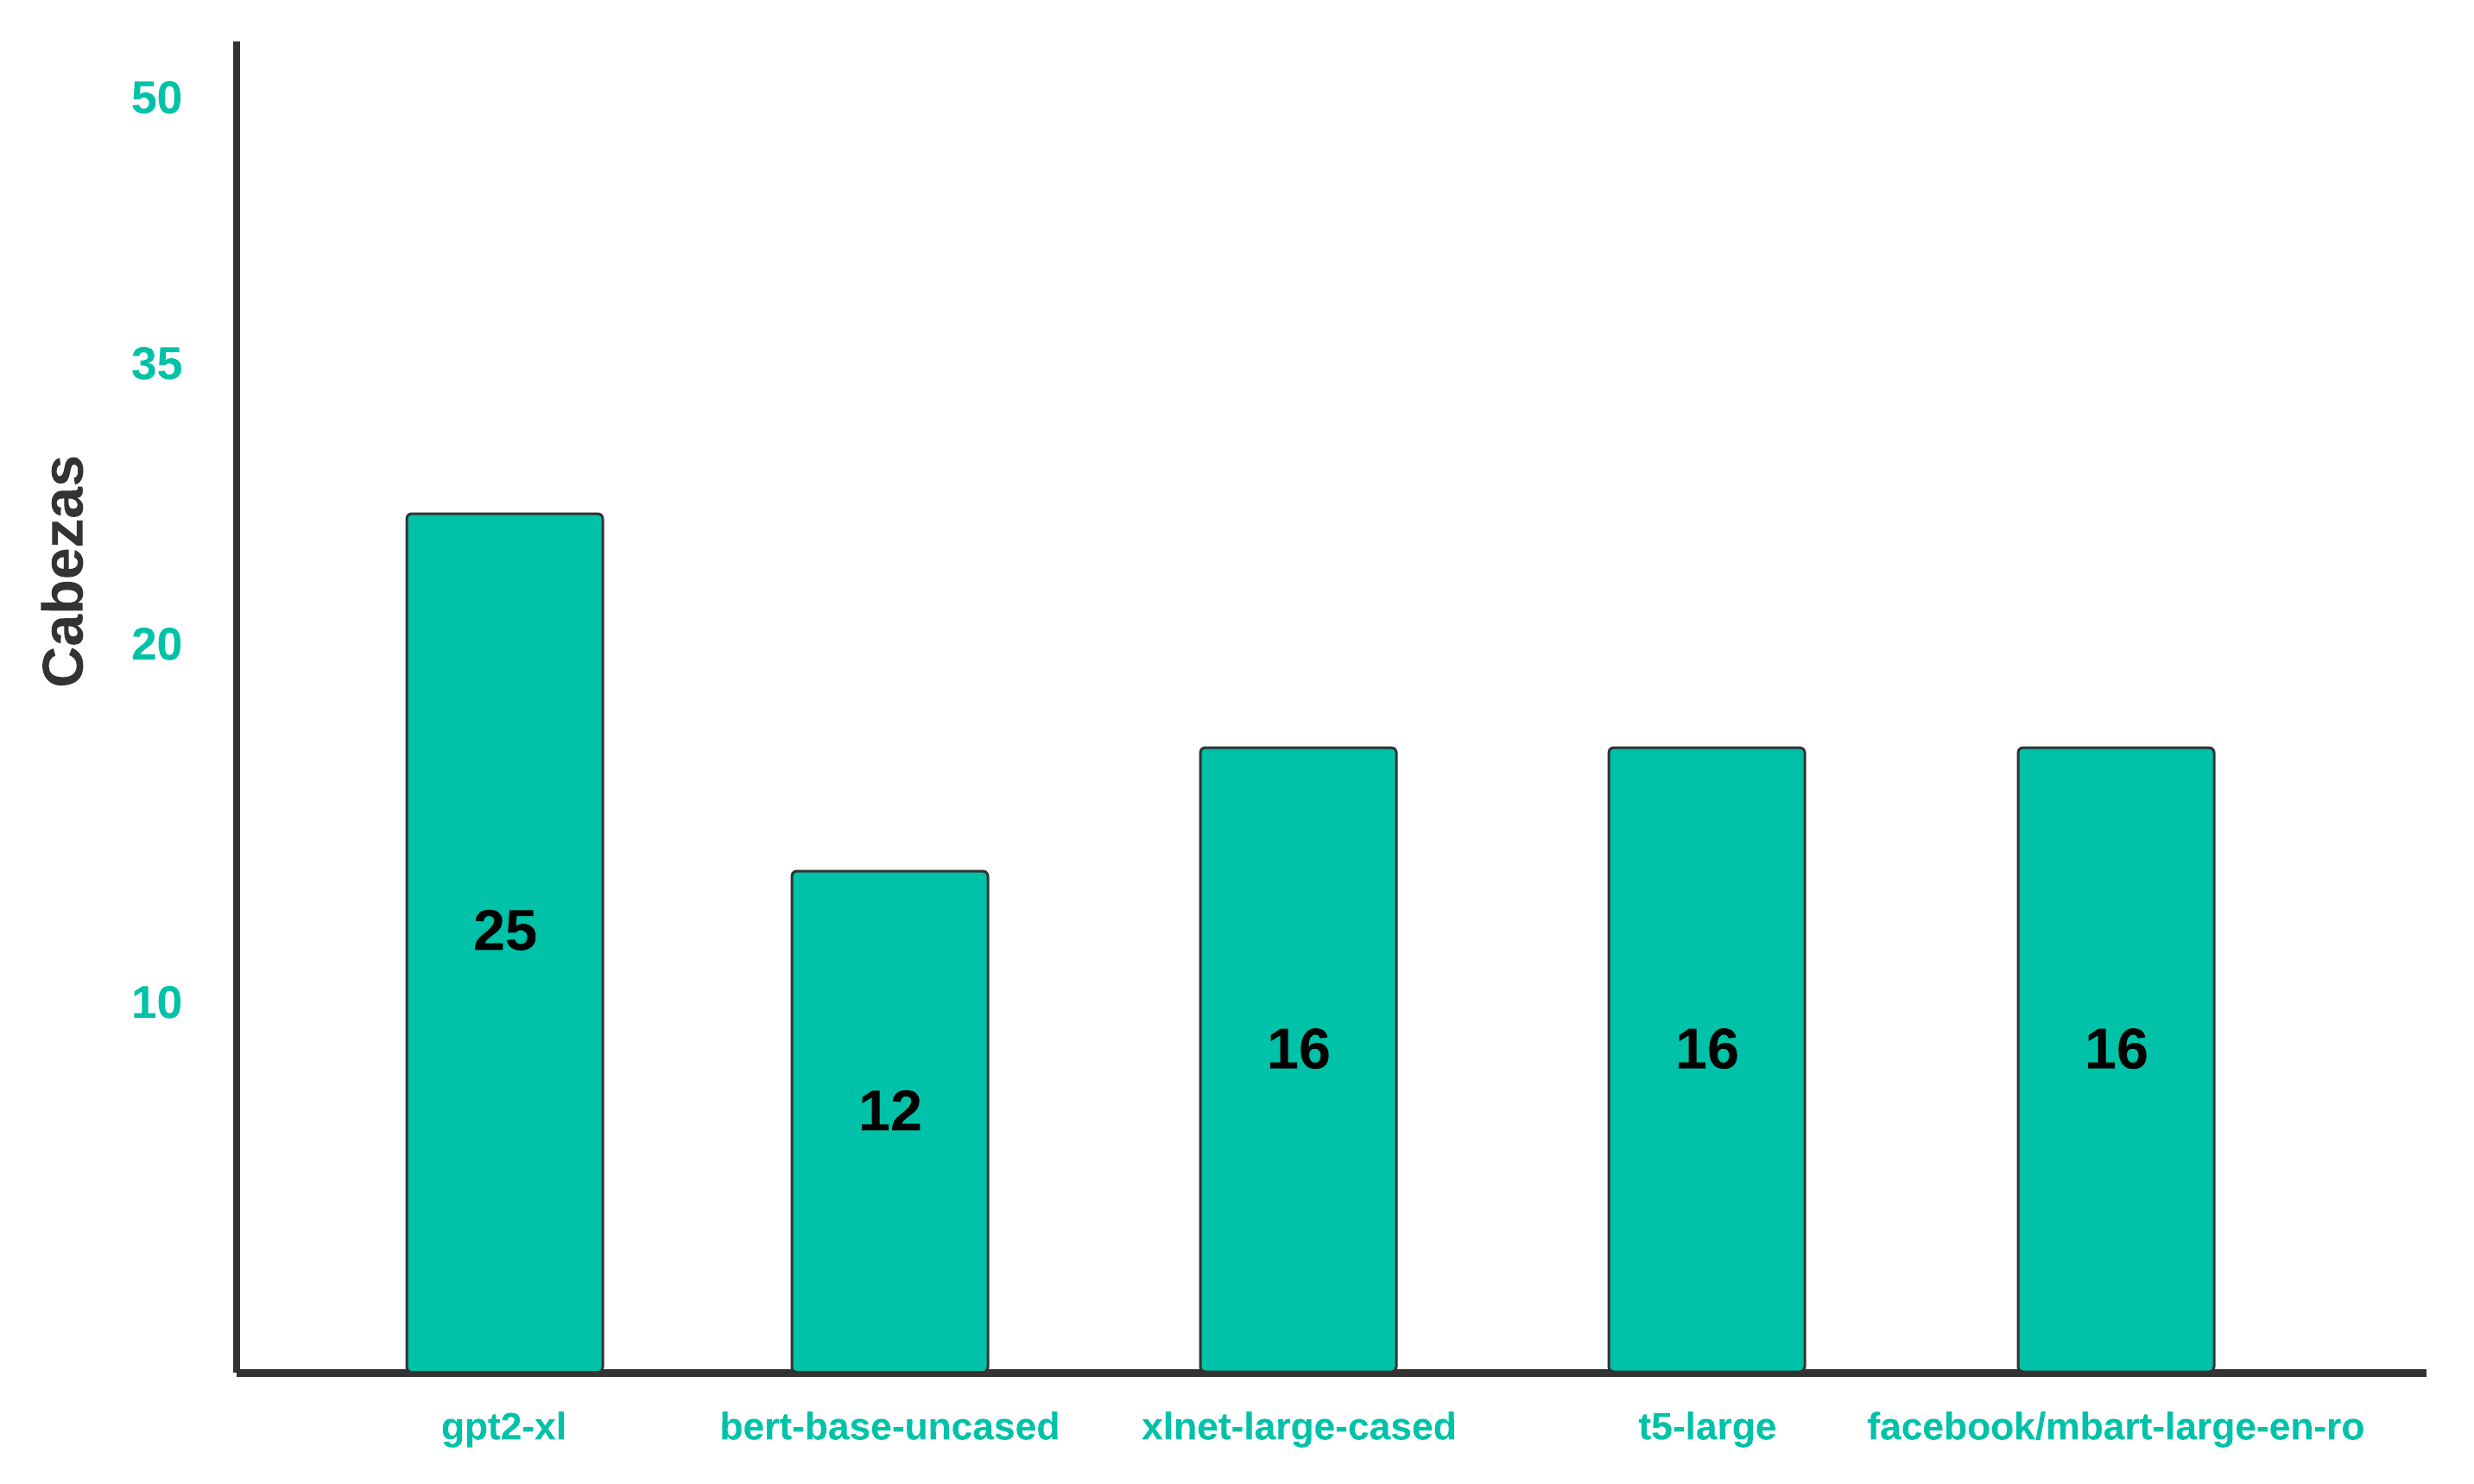 50
35
20
10
Cabezas
25
12
16
16
16
gpt2-xl
bert-base-uncased
xlnet-large-cased
t5-large
facebook/mbart-large-en-ro